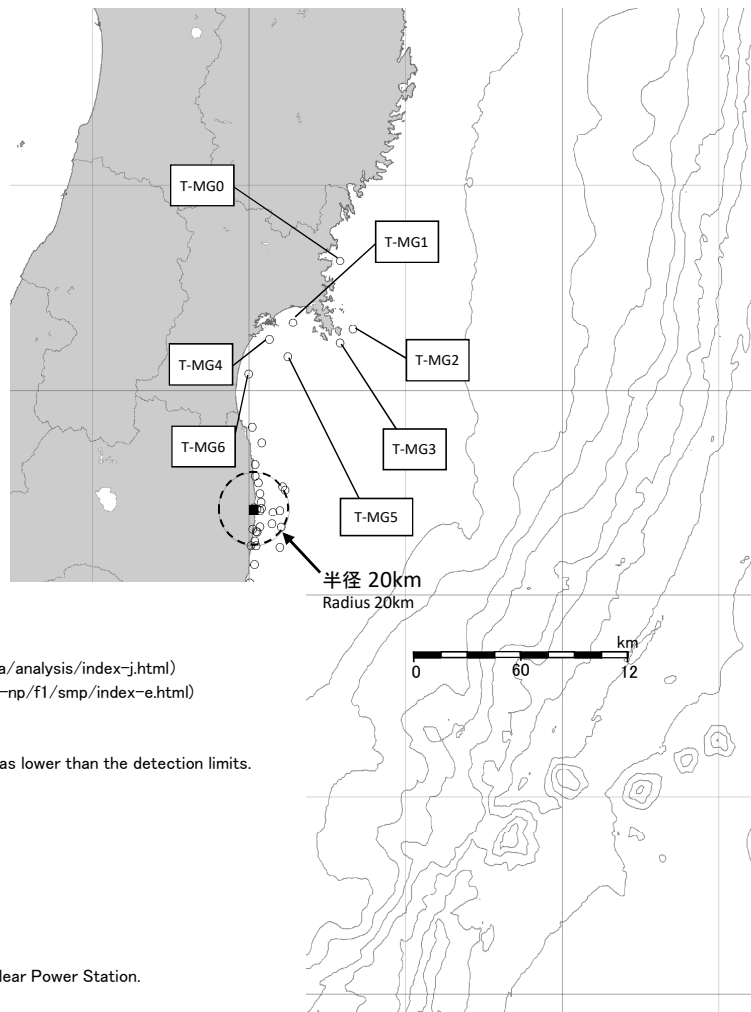 T-MG0
T-MG1
T-MG2
T-MG4
T-MG3
T-MG6
T-MG5
半径 20km
Radius 20km
km
0 60 12
a/analysis/index-j.html)
-np/f1/smp/index-e.html)
as lower than the detection limits.
lear Power Station.